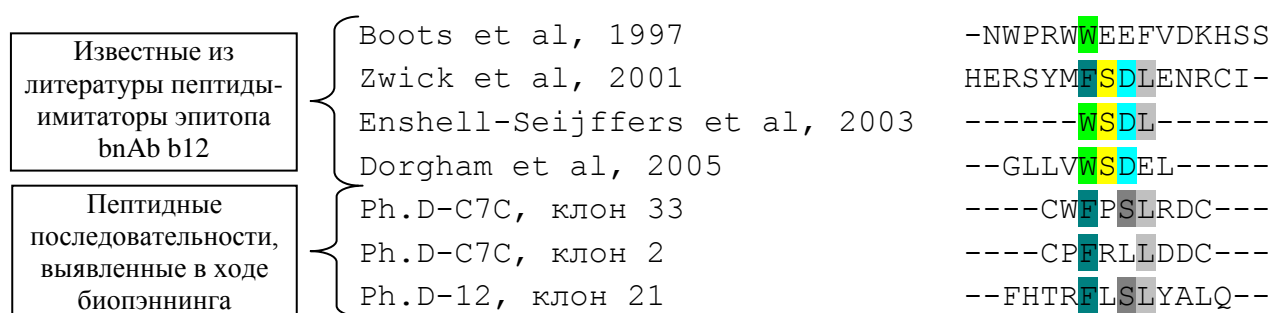 Известные из
литературы пептиды-
имитаторы эпитопа
bnAb b12
Boots et al, 1997 -NWPRWWEEFVDKHSS
Zwick et al, 2001 HERSYMFSDLENRCI-
Enshell-Seijffers et al, 2003 ------WSDL------
Dorgham et al, 2005 --GLLVWSDEL-----
Пептидные
последовательности,
выявленные в ходе
биопэннинга
Ph.D-C7C, клон 33 ----CWFPSLRDC---
Ph.D-C7C, клон 2 ----CPFRLLDDC---
Ph.D-12, клон 21 --FHTRFLSLYALQ--